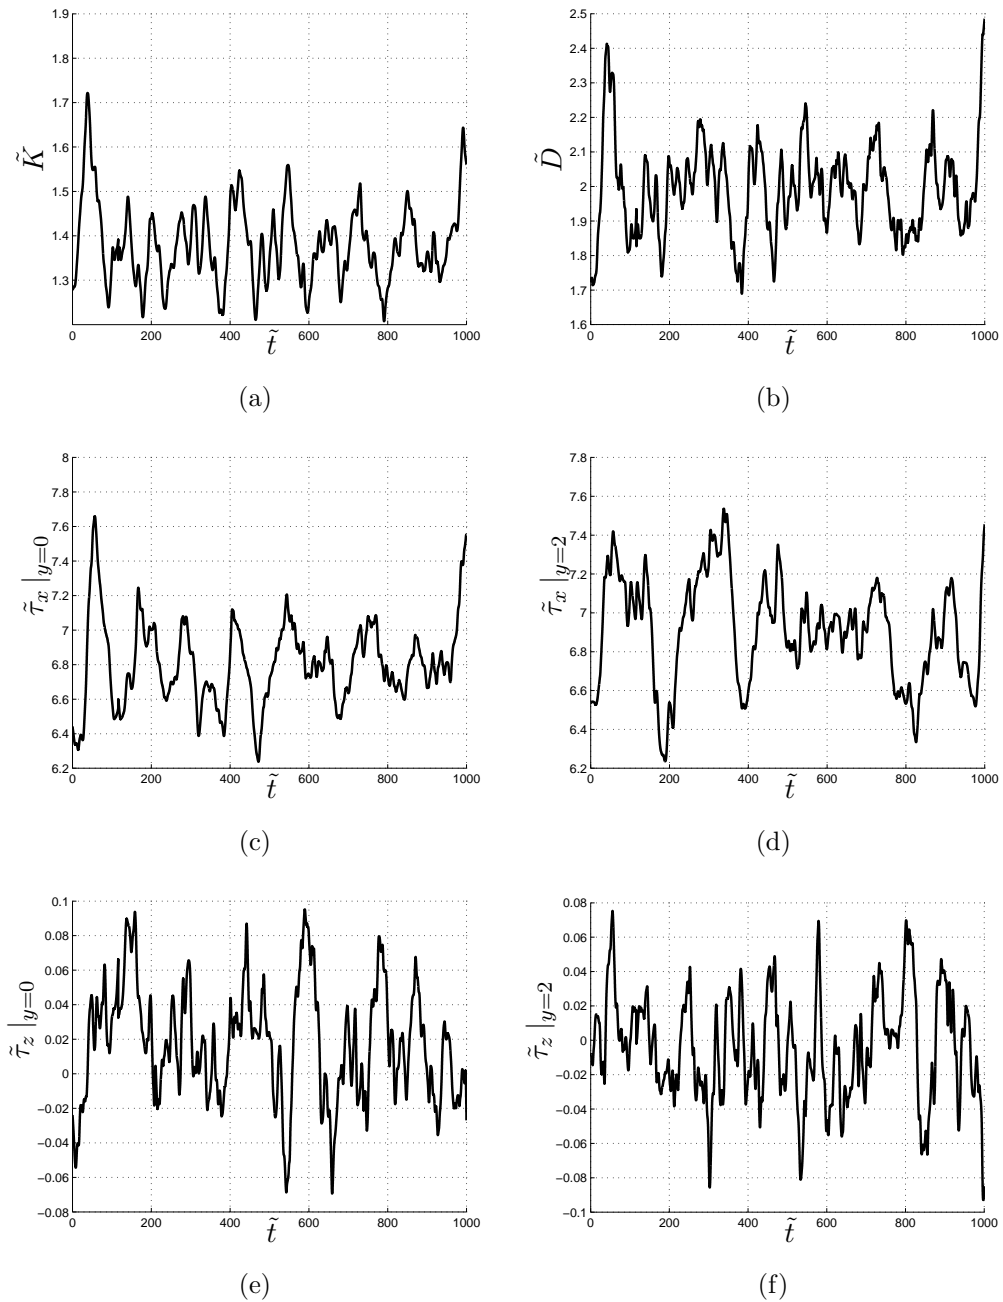 1.9
1.8
1.7
1.6
1.5
1.4
1.3
K̃
0 200 400 600 800 1000
t̃
(a)
2.5
2.4
2.3
2.2
2.1
2
1.9
1.8
1.7
1.6
D̃
0 200 400 600 800 1000
t̃
(b)
8
7.8
7.6
7.4
7.2
7
6.8
6.6
6.4
6.2
τ̃x |y=0
0 200 400 600 800 1000
t̃
(c)
7.8
7.6
7.4
7.2
7
6.8
6.6
6.4
6.2
τ̃x |y=2
0 200 400 600 800 1000
t̃
(d)
0.1
0.08
0.06
0.04
0.02
0
−0.02
−0.04
−0.06
−0.08
τ̃z |y=0
0 200 400 600 800 1000
t̃
(e)
0.08
0.06
0.04
0.02
0
−0.02
−0.04
−0.06
−0.08
−0.1
τ̃z |y=2
0 200 400 600 800 1000
t̃
(f)